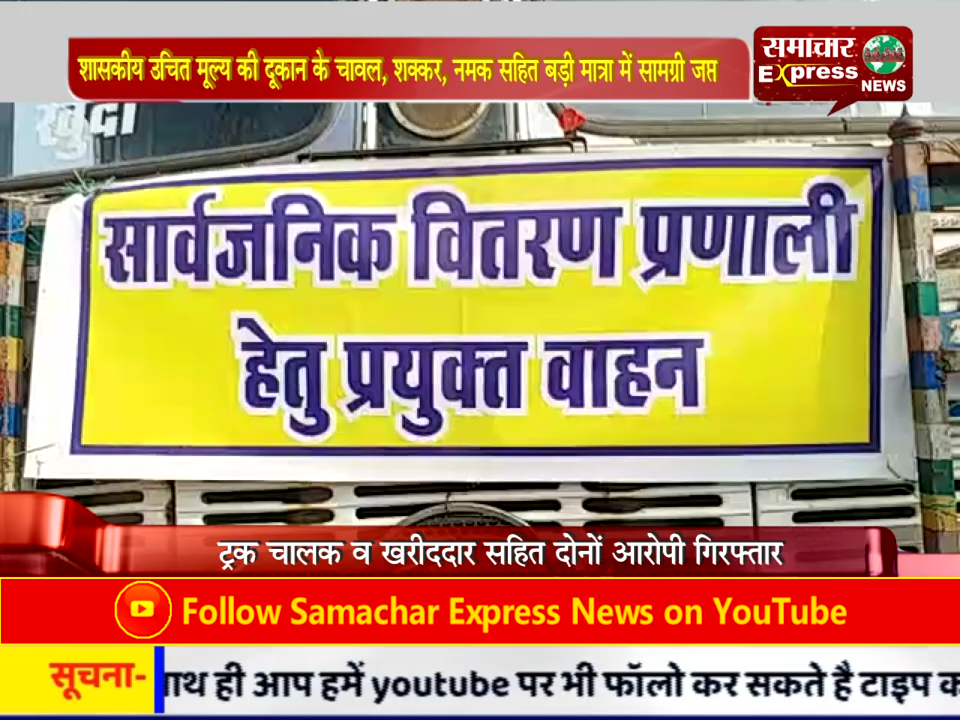 शासकीय उचित मूल्य की दूकान के चावल, शक्कर, नमक सहित बड़ी मात्रा में सामग्री जप्त
समाचार
Express
NEWS
खुदा
सार्वजनिक वितरण प्रणाली
हेतु प्रयुक्त वाहन
ट्रक चालक व खरीददार सहित दोनों आरोपी गिरफ्तार
Follow Samachar Express News on YouTube
सूचना- ही आप हमें youtube पर भी फॉलो कर सकते है टाइप